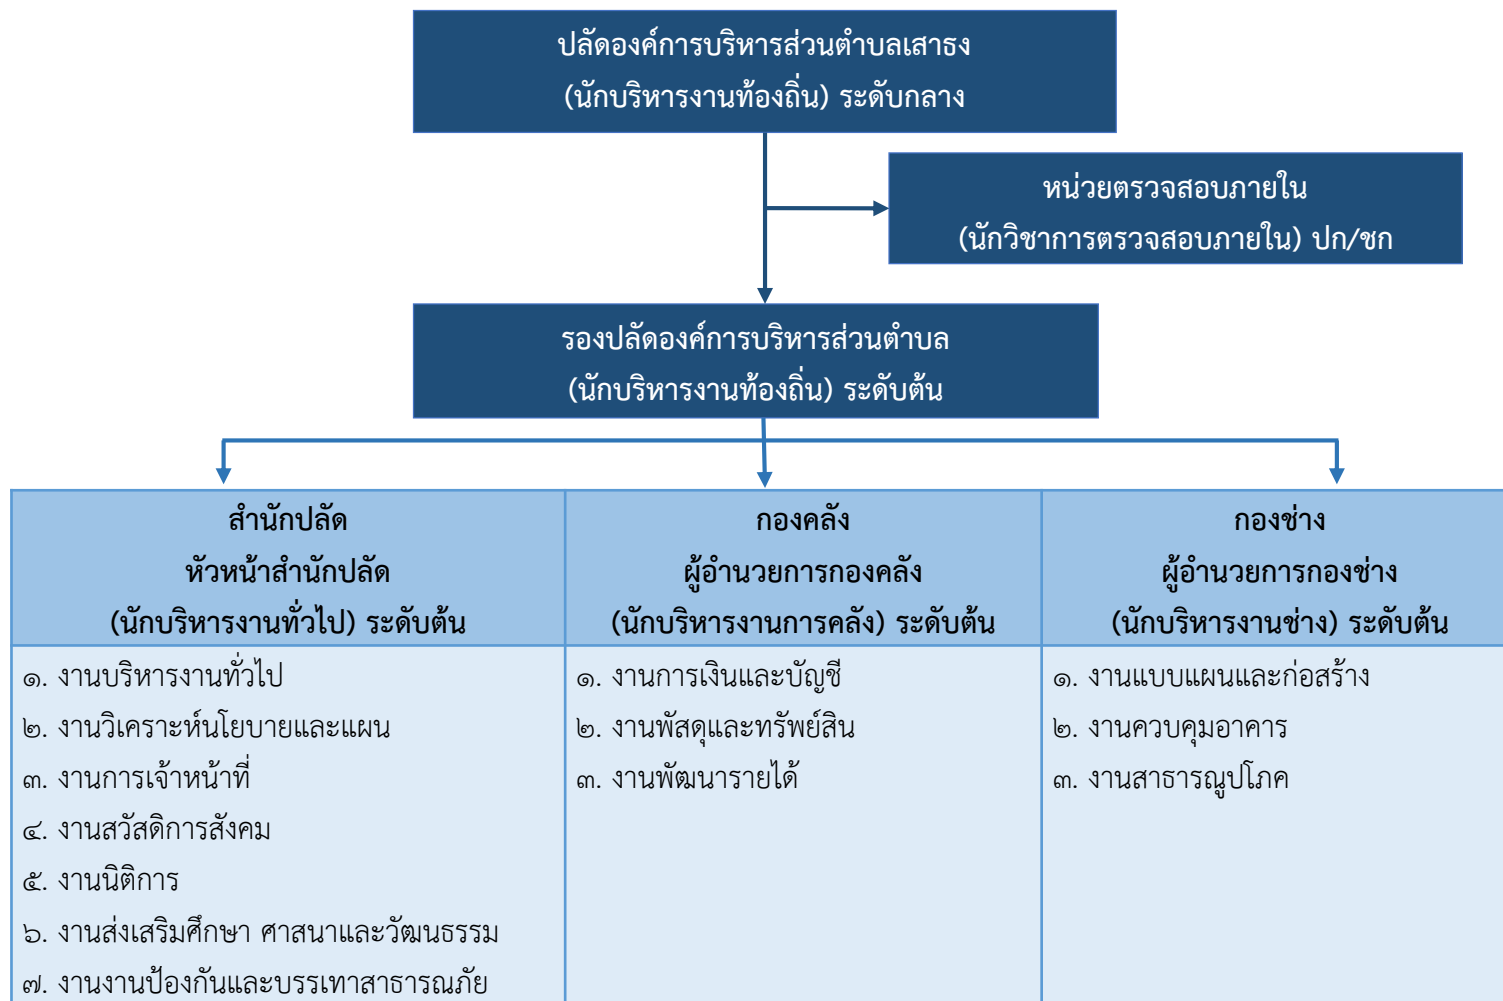 ปลัดองค์การบริหารส่วนตำบลเสาธง
(นักบริหารงานท้องถิ่น) ระดับกลาง
หน่วยตรวจสอบภายใน
(นักวิชาการตรวจสอบภายใน) ปก/ชก
รองปลัดองค์การบริหารส่วนตำบล
(นักบริหารงานท้องถิ่น) ระดับต้น
สำนักปลัด
หัวหน้าสำนักปลัด
(นักบริหารงานทั่วไป) ระดับต้น
๑. งานบริหารงานทั่วไป
๒. งานวิเคราะห์นโยบายและแผน
๓. งานการเจ้าหน้าที่
๔. งานสวัสดิการสังคม
๕. งานนิติการ
๖. งานส่งเสริมศึกษา ศาสนาและวัฒนธรรม
๗. งานงานป้องกันและบรรเทาสาธารณภัย
กองคลัง
ผู้อำนวยการกองคลัง
(นักบริหารงานการคลัง) ระดับต้น
๑. งานการเงินและบัญชี
๒. งานพัสดุและทรัพย์สิน
๓. งานพัฒนารายได้
กองช่าง
ผู้อำนวยการกองช่าง
(นักบริหารงานช่าง) ระดับต้น
๑. งานแบบแผนและก่อสร้าง
๒. งานควบคุมอาคาร
๓. งานสาธารณูปโภค